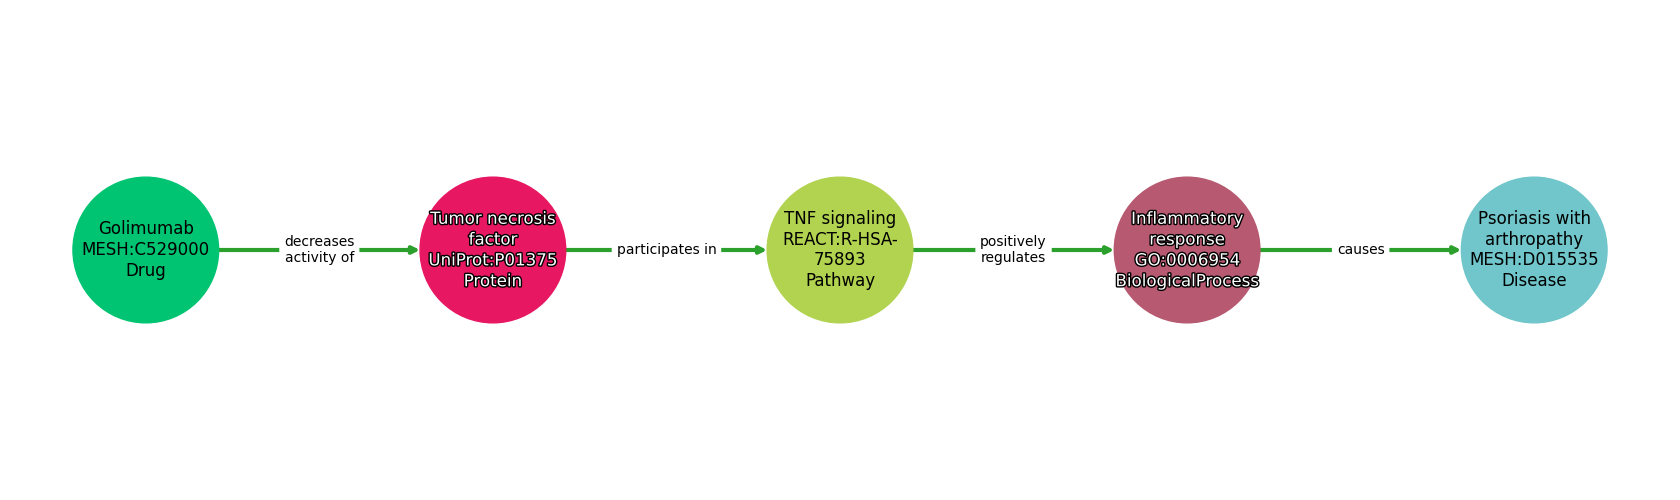 Golimumab
MESH:C529000
Drug
decreases
activity of
Tumor necrosis
factor
UniProt:P01375
Protein
participates in
TNF signaling
REACT:R-HSA-
75893
Pathway
positively
regulates
Inflammatory
response
GO:0006954
BiologicalProcess
causes
Psoriasis with
arthropathy
MESH:D015535
Disease